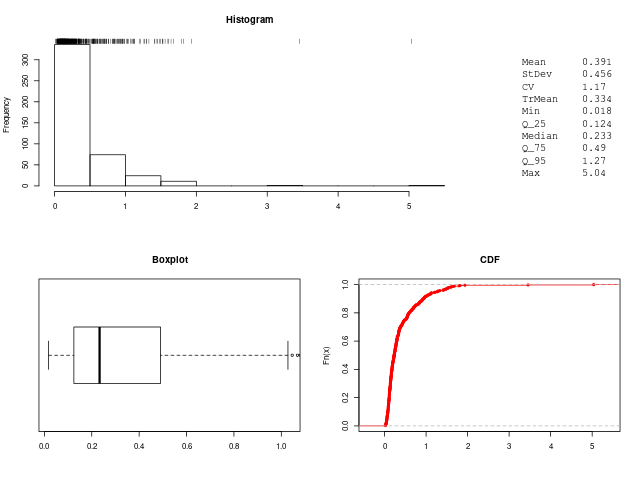 Histogram
Frequency
300
250
200
150
100
50
0
0 1 2 3 4 5
Mean 0.391
StDev 0.456
CV 1.17
TrMean 0.334
Min 0.018
Q_25 0.124
Median 0.233
Q_75 0.49
Q_95 1.27
Max 5.04
Boxplot
0.0 0.2 0.4 0.6 0.8 1.0
CDF
Fn(x)
1.0
0.8
0.6
0.4
0.2
0.0
0 1 2 3 4 5